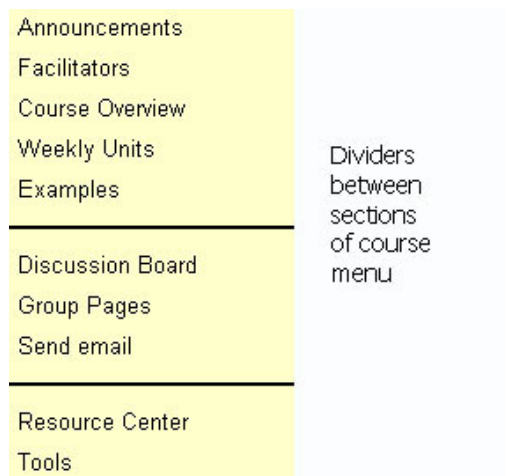 Announcements
Facilitators
Course Overview
Weekly Units
Examples
Discussion Board
Group Pages
Send email
Resource Center
Tools
Dividers
between
sections
of course
menu